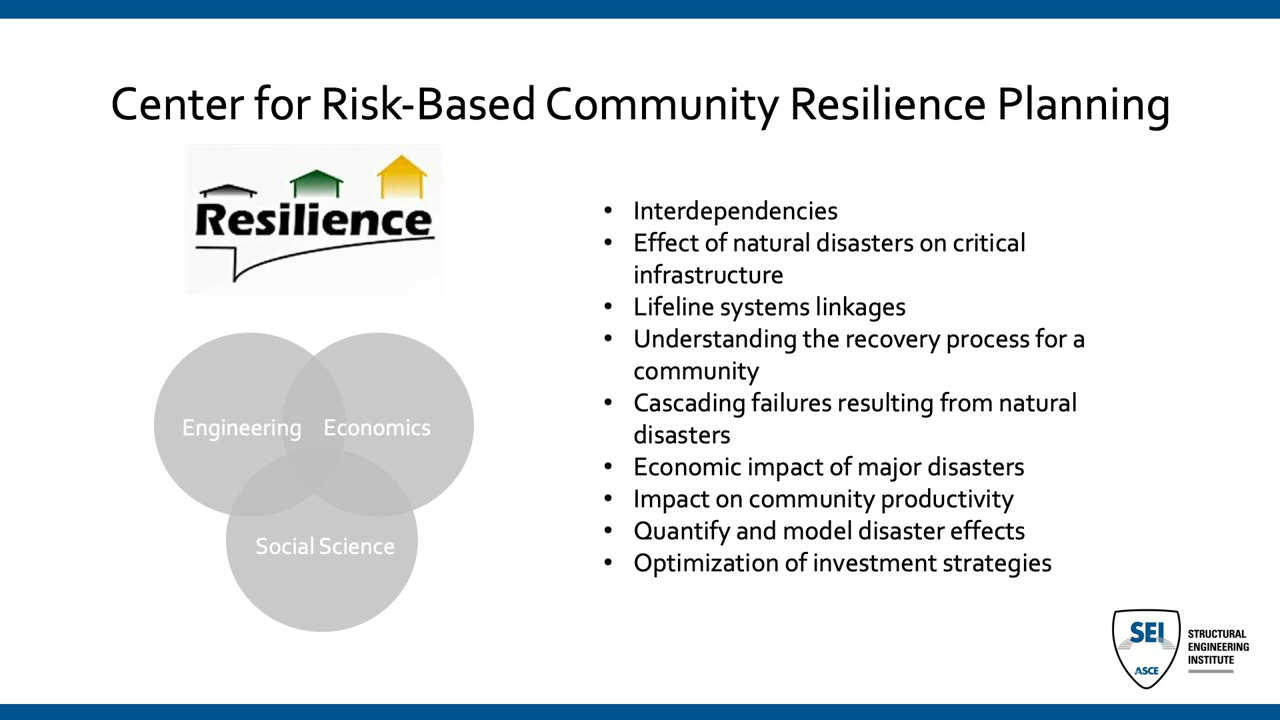 Center for Risk-Based Community Resilience Planning
Resilience
Engineering
Economics
Social Science
• Interdependencies
• Effect of natural disasters on critical
infrastructure
• Lifeline systems linkages
• Understanding the recovery process for a
community
• Cascading failures resulting from natural
disasters
• Economic impact of major disasters
• Impact on community productivity
• Quantify and model disaster effects
• Optimization of investment strategies
SEI
ASCE
STRUCTURAL
ENGINEERING
INSTITUTE